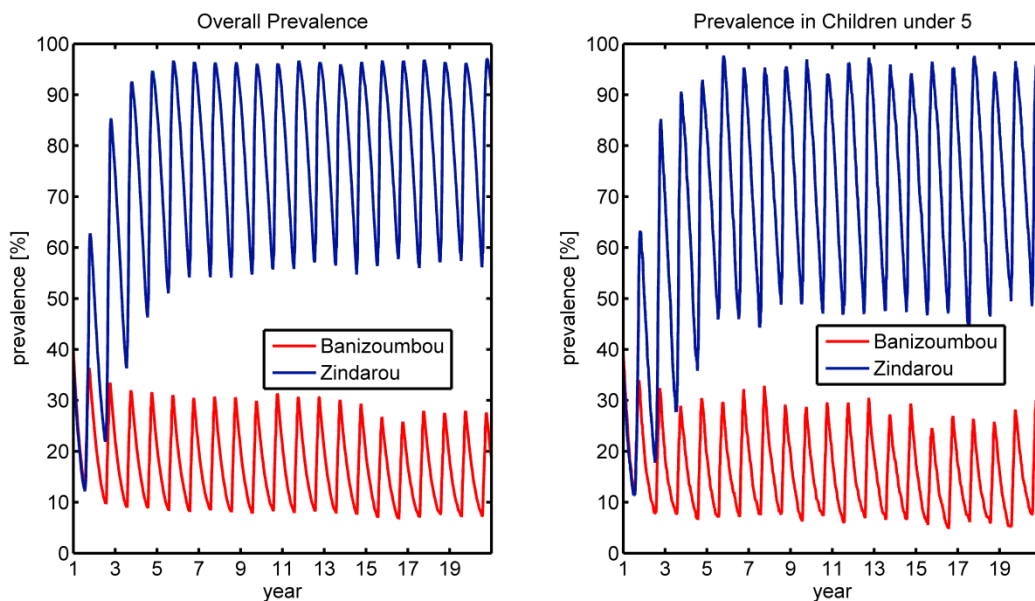 Overall Prevalence
100
90
80
70
60
50
40
30
20
10
0
prevalence [%]
Banizoumbou
Zindarou
1 3 5 7 9 11 13 15 17 19
year
Prevalence in Children under 5
100
90
80
70
60
50
40
30
20
10
0
prevalence [%]
Banizoumbou
Zindarou
1 3 5 7 9 11 13 15 17 19
year